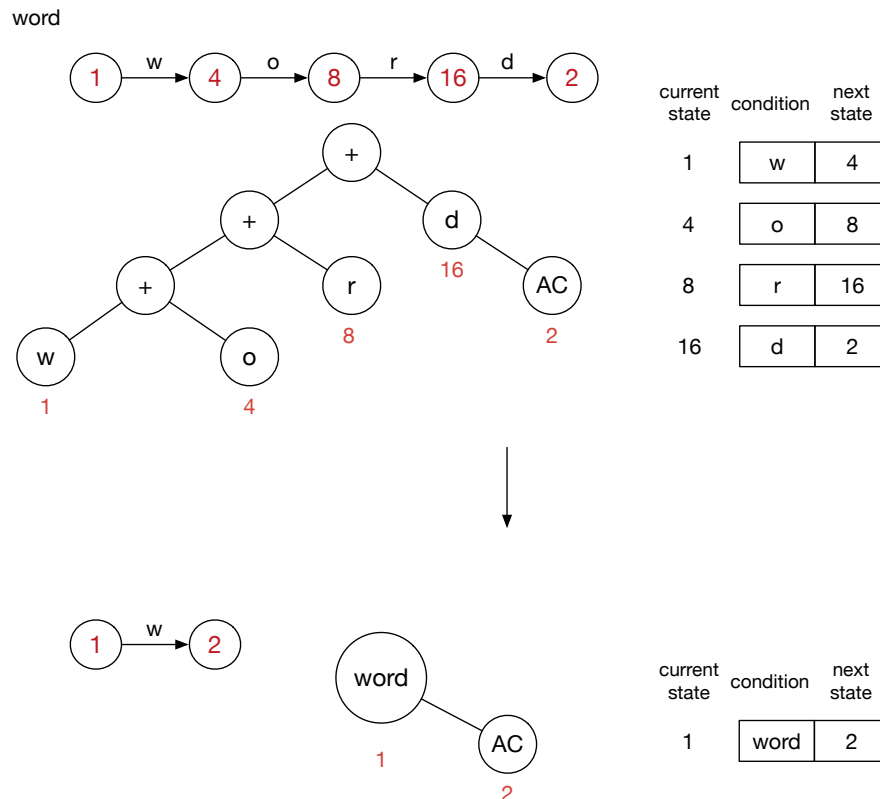 word
w o r d
1 4 8 16 2
current state condition next state
+
1 w 4
+ d
4 o 8
16
+ r AC
8 r 16
8 2
16 d 2
w o
1 4
w
1 2
current state condition next state
word
1 word 2
AC
1
2